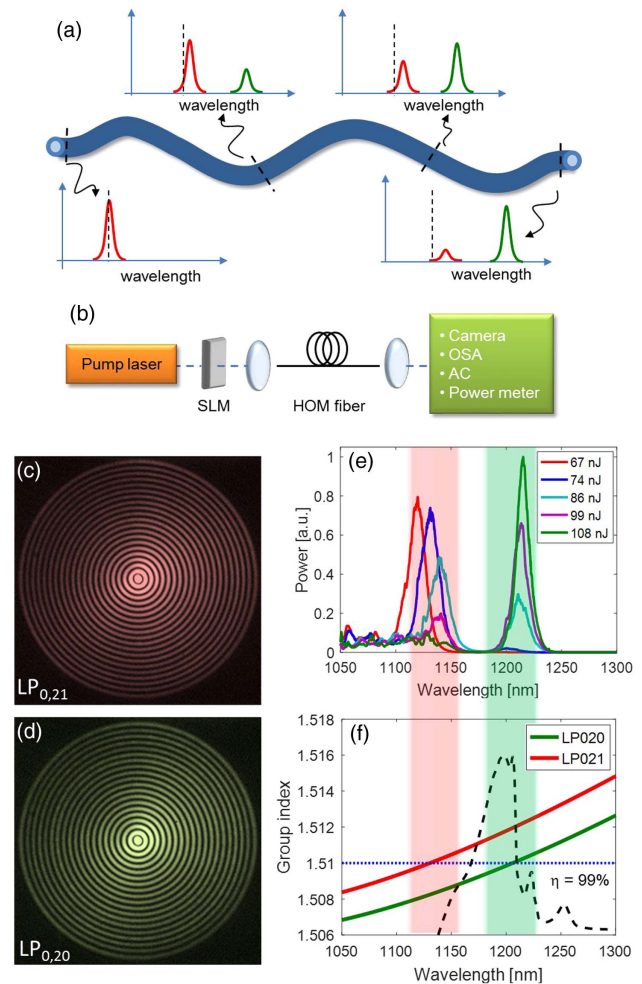 (a)
wavelength
wavelength
wavelength
wavelength
(b)
Pump laser
SLM
HOM fiber
• Camera
• OSA
• AC
• Power meter
(c)
LP0,21
(d)
LP0,20
(e)
67 nJ
74 nJ
86 nJ
99 nJ
108 nJ
Power [a.u.]
1
0.8
0.6
0.4
0.2
0
1050 1100 1150 1200 1250 1300
Wavelength [nm]
(f)
LP020
LP021
Group index
1.518
1.516
1.514
1.512
1.51
1.508
1.506
η = 99%
1050 1100 1150 1200 1250 1300
Wavelength [nm]